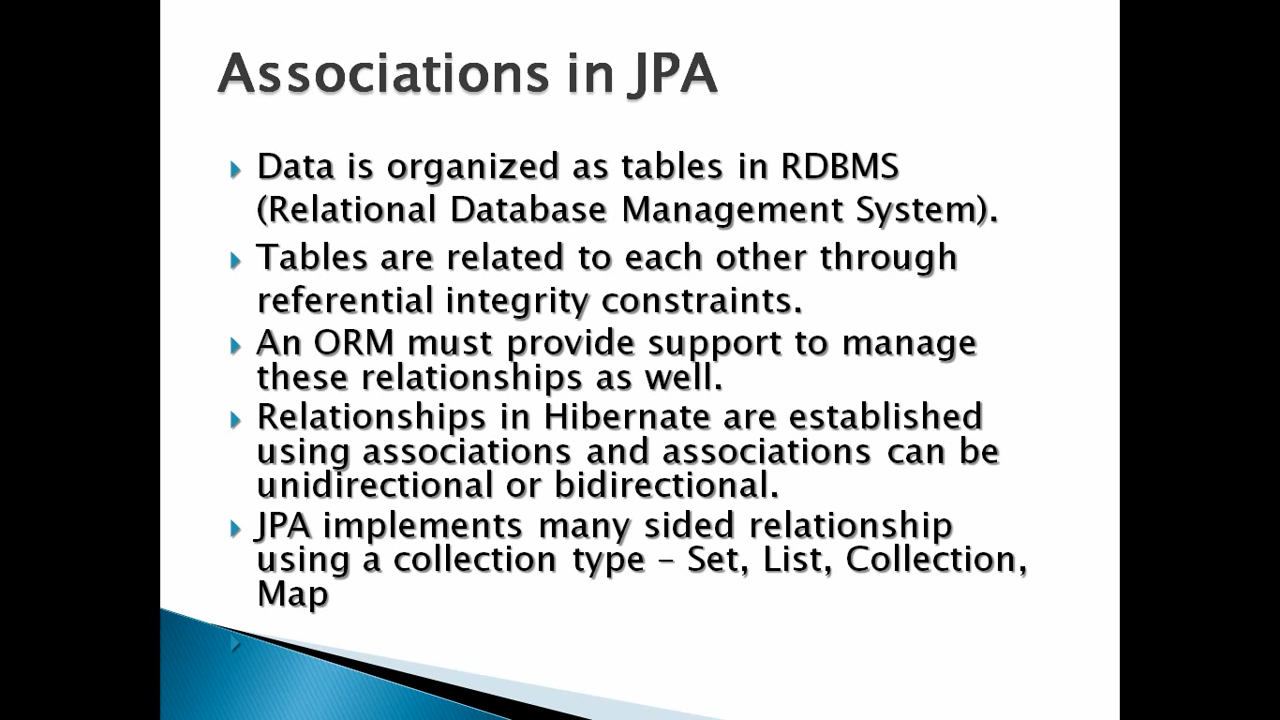 Associations in JPA
Data is organized as tables in RDBMS
(Relational Database Management System).
Tables are related to each other through
referential integrity constraints.
An ORM must provide support to manage
these relationships as well.
Relationships in Hibernate are established
using associations and associations can be
unidirectional or bidirectional.
JPA implements many sided relationship
using a collection type – Set, List, Collection,
Map